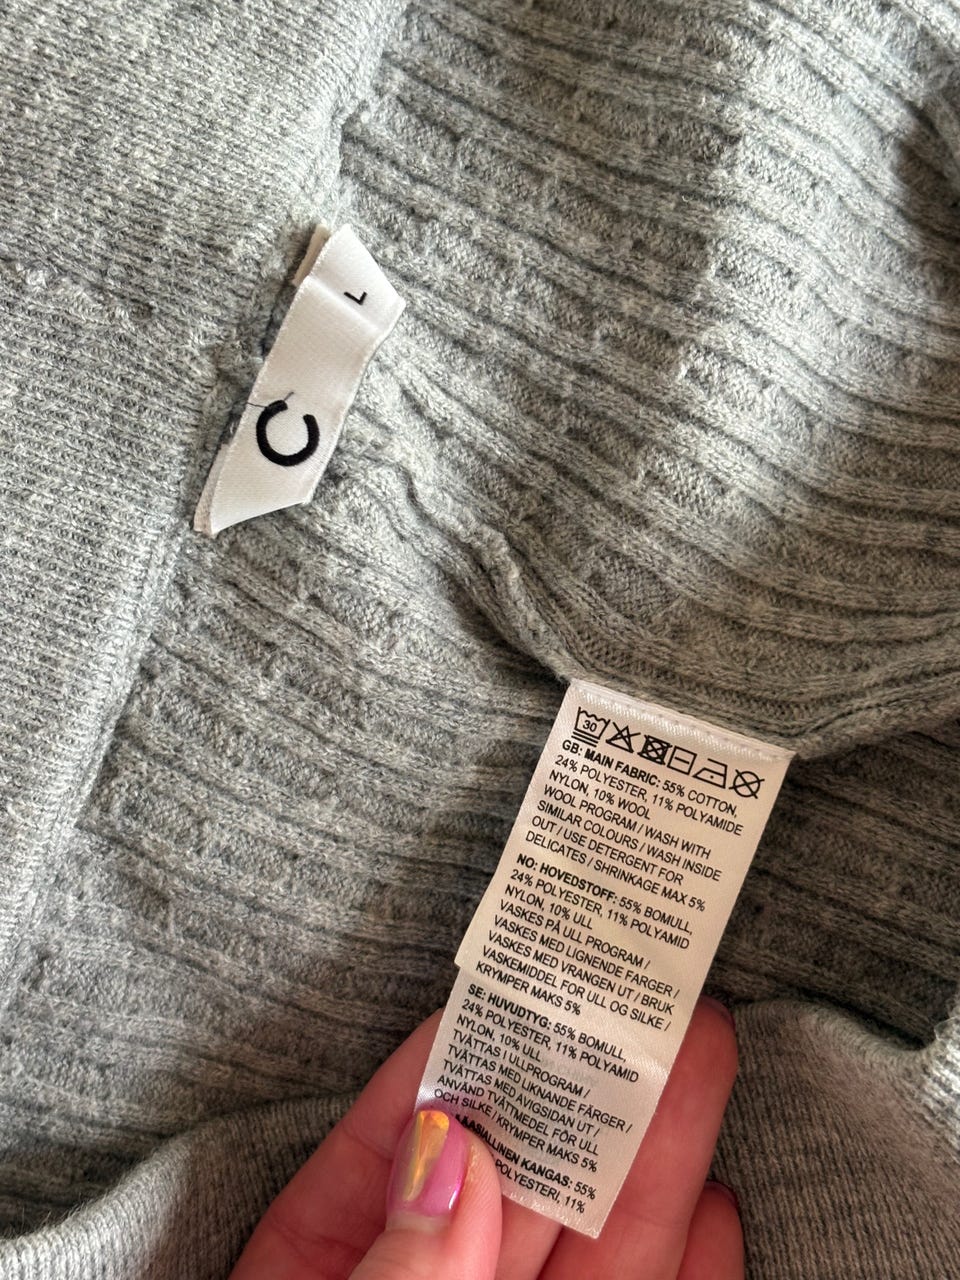 L
C
30
GB: MAIN FABRIC: 55% COTTON,
24% POLYESTER, 11% POLYAMIDE
NYLON, 10% WOOL
WOOL PROGRAM / WASH WITH
SIMILAR COLOURS / WASH INSIDE
OUT / USE DETERGENT FOR
DELICATES / SHRINKAGE MAX 5%
NO: HOVEDSTOFF: 55% BOMULL,
24% POLYESTER, 11% POLYAMID
NYLON, 10% ULL
VASKES PÅ ULL PROGRAM /
VASKES MED LIGNENDE FARGER /
VASKES MED VRANGEN UT / BRUK
VASKEMIDDEL FOR ULL OG SILKE /
KRYMPER MAKS 5%
SE: HUVUDTYG: 55% BOMULL,
24% POLYESTER, 11% POLYAMID
NYLON, 10% ULL
TVÄTTAS I ULLPROGRAM /
TVÄTTAS MED LIKNANDE FÄRGER /
TVÄTTAS MED AVIGSIDAN UT /
ANVÄND TVÄTTMEDEL FÖR ULL
OCH SILKE / KRYMPER MAKS 5%
KANGAS: 55%
POLYESTERI, 11%